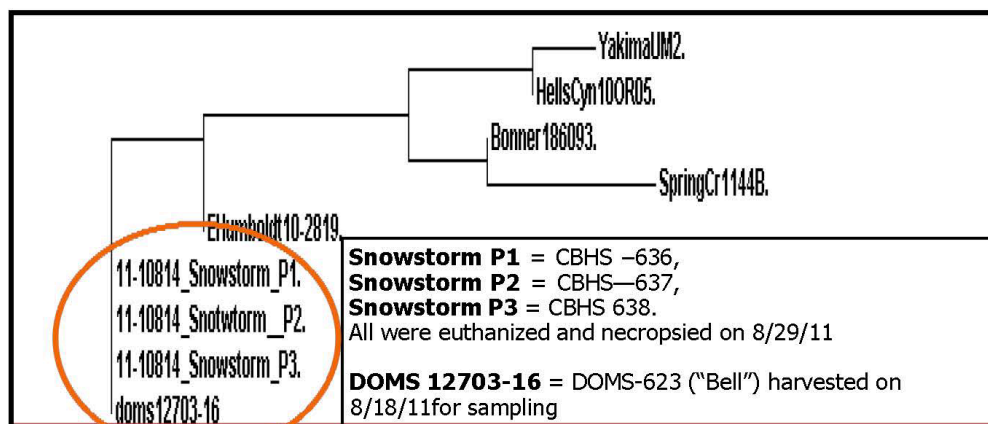 YakimaUM2.
HellsCyn10OR05.
Bonner186093.
SpringCr1144B.
EHumboldt10-2819.
11-10814_Snowstorm_P1.
11-10814_Snotwtorm__P2.
11-10814_Snowstorm_P3.
doms12703-16
Snowstorm P1 = CBHS –636,
Snowstorm P2 = CBHS—637,
Snowstorm P3 = CBHS 638.
All were euthanized and necropsied on 8/29/11
DOMS 12703-16 = DOMS-623 (“Bell”) harvested on
8/18/11for sampling